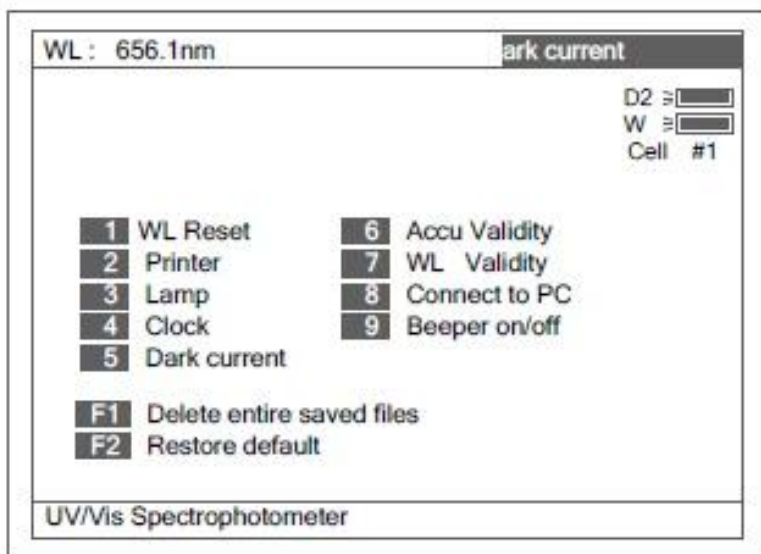 WL : 656.1nm ark current
D2
W
Cell #1
1 WL Reset 6 Accu Validity
2 Printer 7 WL Validity
3 Lamp 8 Connect to PC
4 Clock 9 Beeper on/off
5 Dark current
F1 Delete entire saved files
F2 Restore default
UV/Vis Spectrophotometer